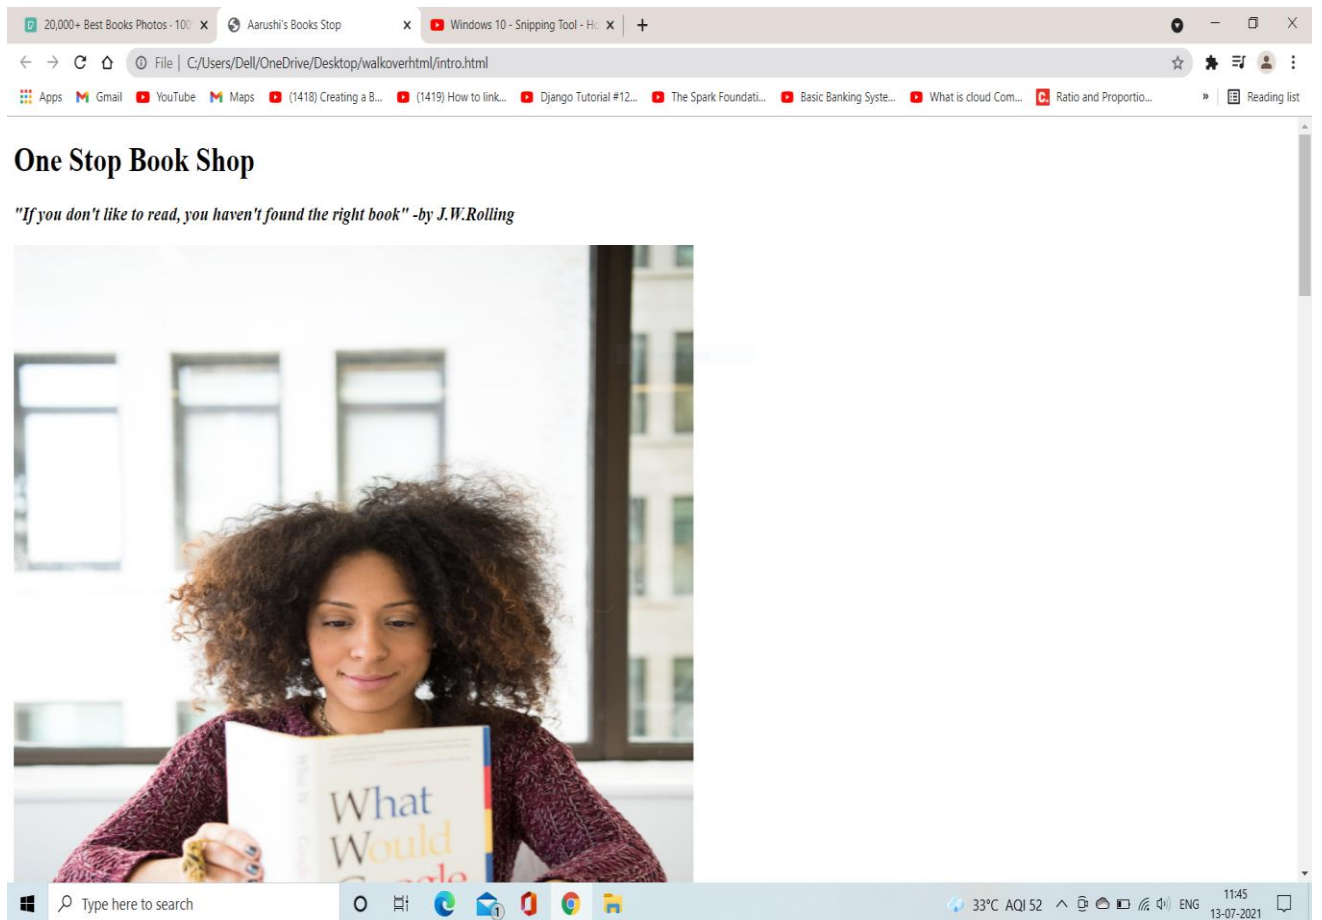 20,000+ Best Books Photos · 100
Aarushi's Books Stop
Windows 10 - Snipping Tool - Ho
File | C:/Users/Dell/OneDrive/Desktop/walkoverhtml/intro.html
Apps Gmail YouTube Maps (1418) Creating a B... (1419) How to link... Django Tutorial #12... The Spark Foundati... Basic Banking Syste... What is cloud Com... Ratio and Proportio... » Reading list
One Stop Book Shop
"If you don't like to read, you haven't found the right book" -by J.W.Rolling
What
Would
Google
Type here to search
33°C AQI 52 ENG
11:45
13-07-2021